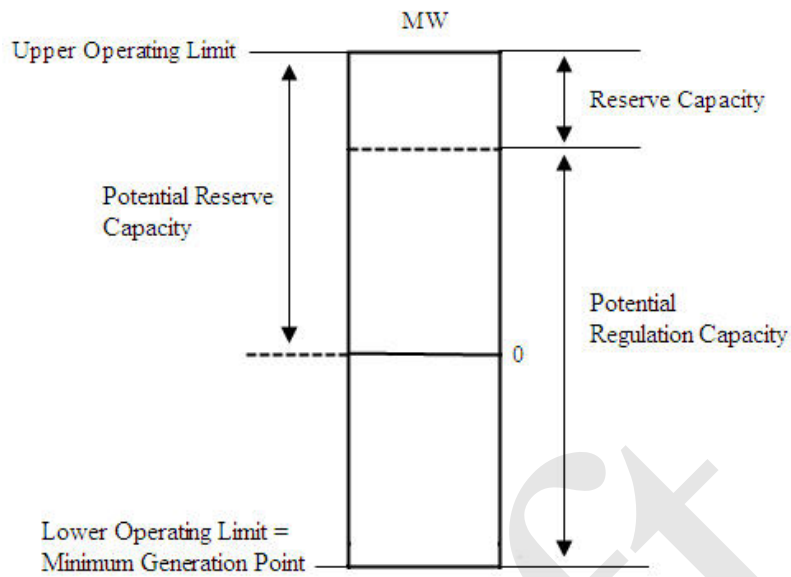 MW
Upper Operating Limit
Reserve Capacity
Potential Reserve
Capacity
Potential
Regulation Capacity
0
Lower Operating Limit =
Minimum Generation Point
ft